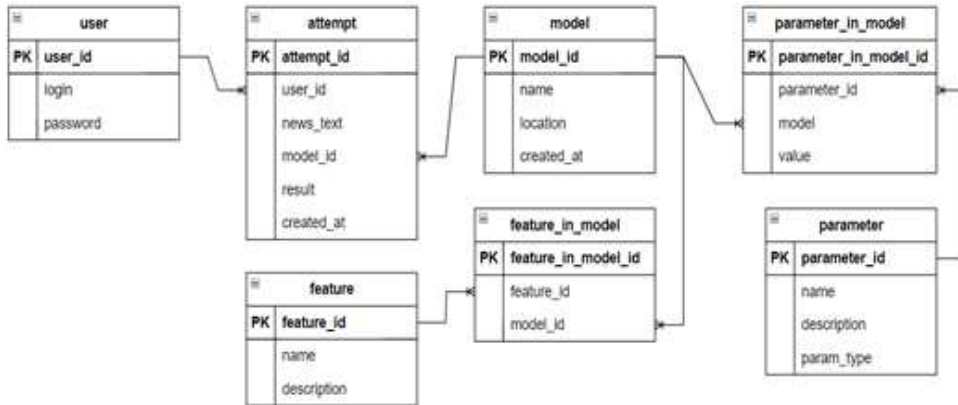 user
PK user_id
login
password
attempt
PK attempt_id
user_id
news_text
model_id
result
created_at
model
PK model_id
name
location
created_at
parameter_in_model
PK parameter_in_model_id
parameter_id
model
value
feature
PK feature_id
name
description
feature_in_model
PK feature_in_model_id
feature_id
model_id
parameter
PK parameter_id
name
description
param_type